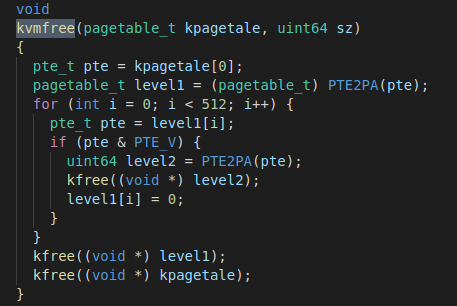 void
kvmfree(pagetable_t kpagetale, uint64 sz)
{
  pte_t pte = kpagetale[0];
  pagetable_t level1 = (pagetable_t) PTE2PA(pte);
  for (int i = 0; i < 512; i++) {
    pte_t pte = level1[i];
    if (pte & PTE_V) {
      uint64 level2 = PTE2PA(pte);
      kfree((void *) level2);
      level1[i] = 0;
    }
  }
  kfree((void *) level1);
  kfree((void *) kpagetale);
}